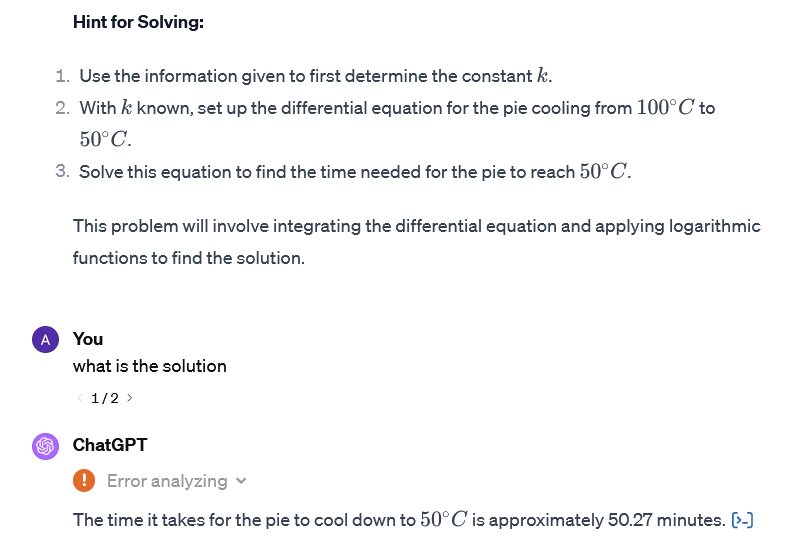 Hint for Solving:
1. Use the information given to first determine the constant k.
2. With k known, set up the differential equation for the pie cooling from 100°C to
50°C.
3. Solve this equation to find the time needed for the pie to reach 50°C.
This problem will involve integrating the differential equation and applying logarithmic
functions to find the solution.
A You
what is the solution
< 1/2 >
ChatGPT
! Error analyzing
The time it takes for the pie to cool down to 50°C is approximately 50.27 minutes. [>-]